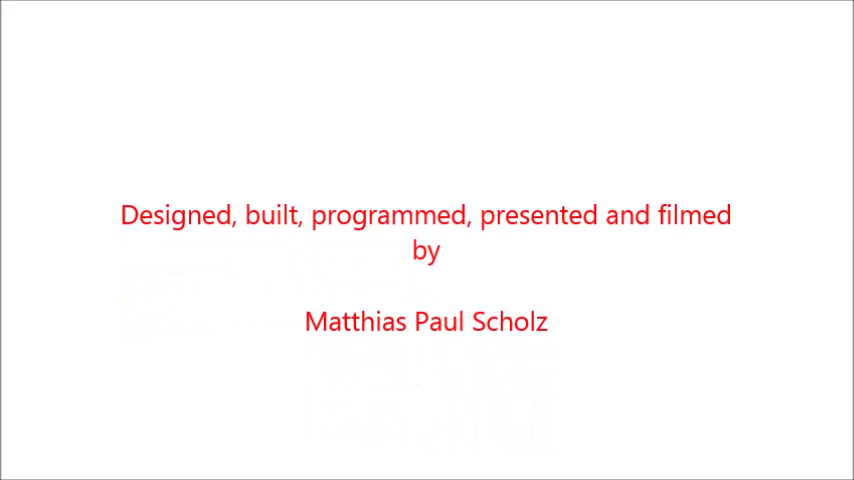 Designed, built, programmed, presented and filmed
by
Matthias Paul Scholz